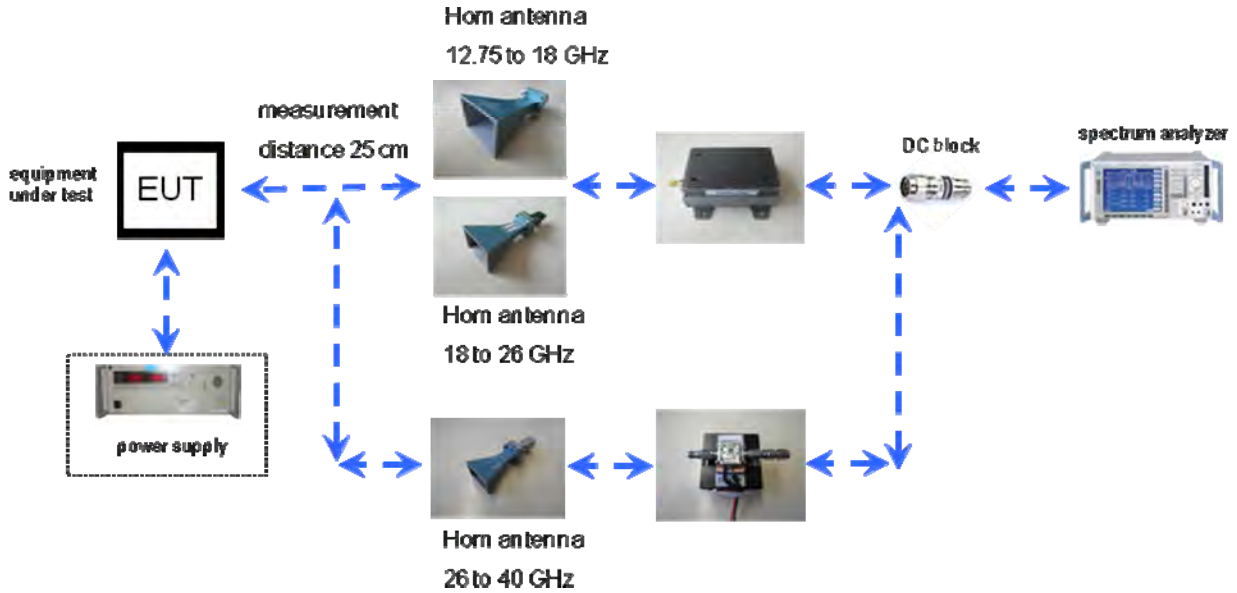 Horn antenna
12.75 to 18 GHz
measurement
distance 25 cm
equipment
under test
EUT
DC block
spectrum analyzer
Horn antenna
18 to 26 GHz
power supply
Horn antenna
26 to 40 GHz